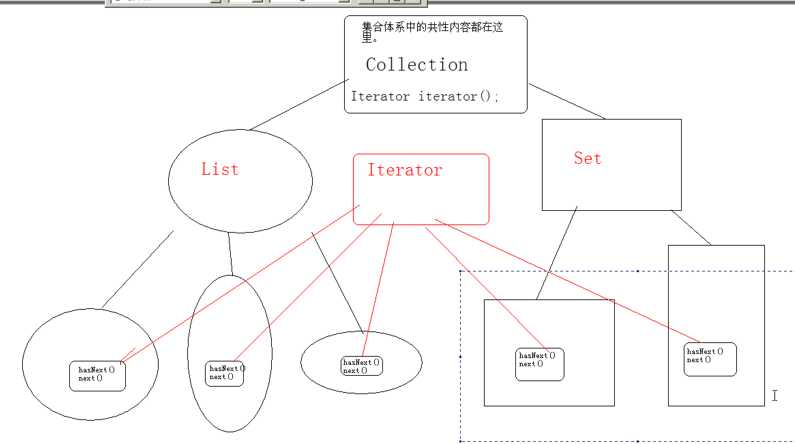 集合体系中的共性内容都在这
里。
Collection
Iterator iterator();
List
Iterator
Set
hasNext()
next()
hasNext()
next()
hasNext()
next()
hasNext()
next()
hasNext()
next()